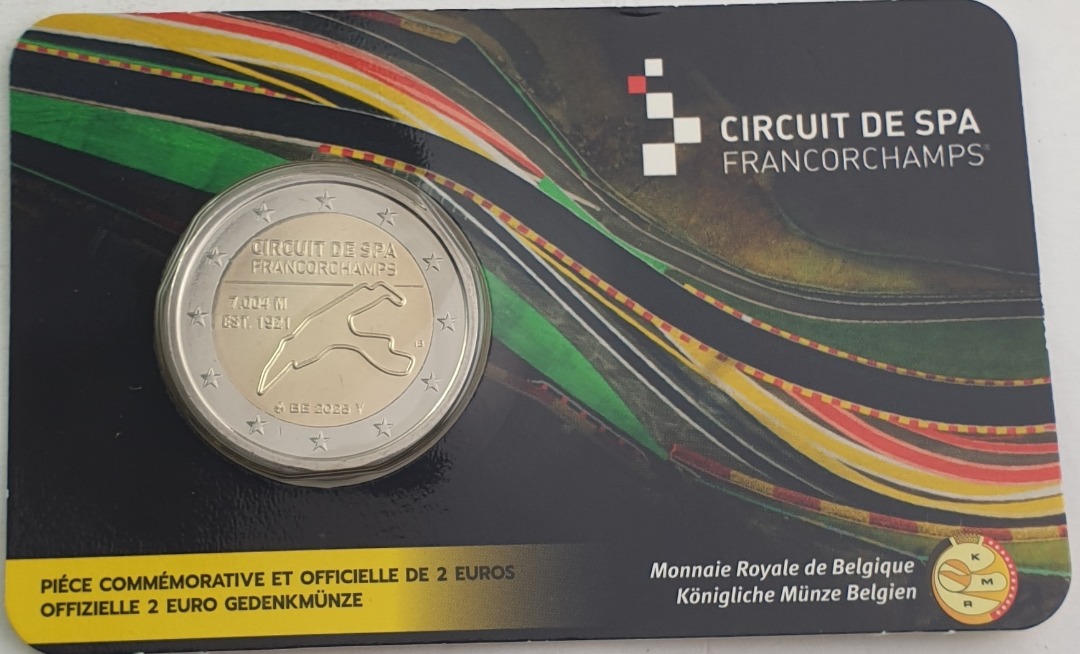 CIRCUIT DE SPA
FRANCORCHAMPS
CIRCUIT DE SPA
FRANCORCHAMPS
7.004 M
EST. 1921
BE 2026 Y
PIÉCE COMMÉMORATIVE ET OFFICIELLE DE 2 EUROS
OFFIZIELLE 2 EURO GEDENKMÜNZE
Monnaie Royale de Belgique
Königliche Münze Belgien
K
M
R